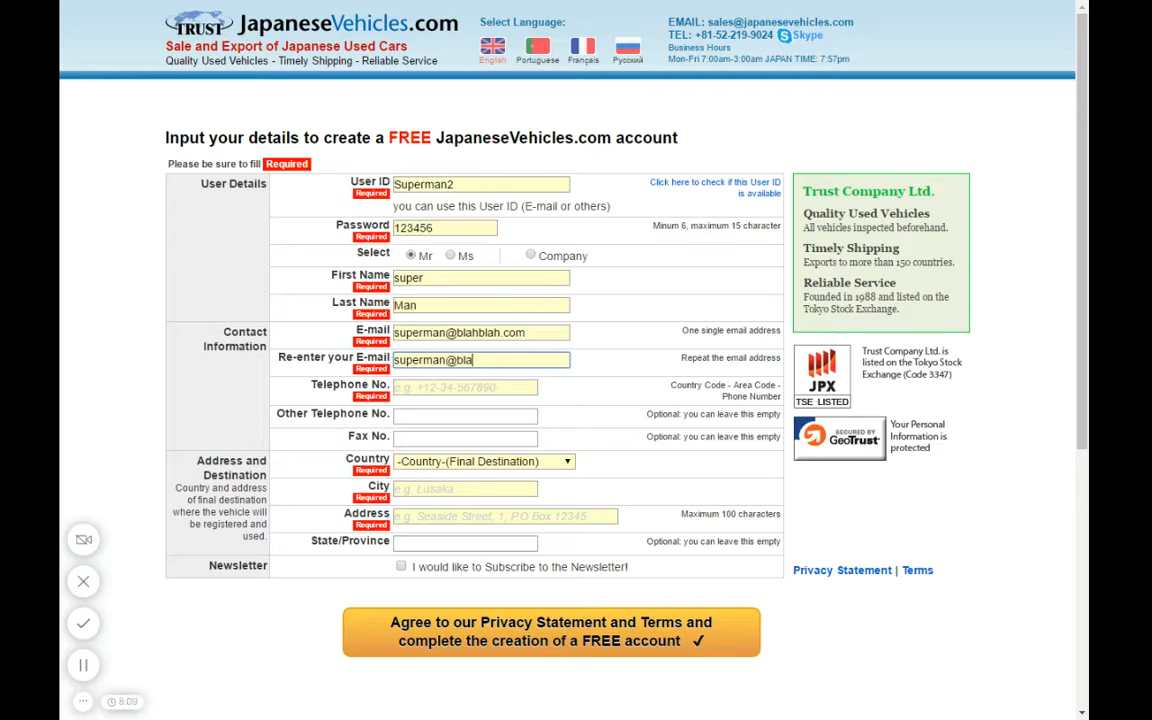 TRUST JapaneseVehicles.com
Sale and Export of Japanese Used Cars
Quality Used Vehicles - Timely Shipping - Reliable Service
Select Language:
English Portuguese Français Русский
EMAIL: sales@japanesevehicles.com
TEL: +81-52-219-9024 Skype
Business Hours
Mon-Fri 7:00am-3:00am JAPAN TIME: 7:57pm
Input your details to create a FREE JapaneseVehicles.com account
Please be sure to fill Required
User Details
User ID
Required
Superman2
Click here to check if this User ID
is available
you can use this User ID (E-mail or others)
Password
Required
123456
Minum 6, maximum 15 character
Select
Mr Ms Company
First Name
Required
super
Last Name
Required
Man
Contact
Information
E-mail
Required
superman@blahblah.com
One single email address
Re-enter your E-mail
Required
superman@bla
Repeat the email address
Telephone No.
Required
e.g. +12-34-567890
Country Code - Area Code -
Phone Number
Other Telephone No.
Optional: you can leave this empty
Fax No.
Optional: you can leave this empty
Address and
Destination
Country and address
of final destination
where the vehicle will
be registered and
used.
Country
Required
-Country-(Final Destination)
City
Required
e.g. Lusaka
Address
Required
e.g. Seaside Street, 1, P.O Box 12345
Maximum 100 characters
State/Province
Optional: you can leave this empty
Newsletter
I would like to Subscribe to the Newsletter!
Agree to our Privacy Statement and Terms and
complete the creation of a FREE account ✓
Trust Company Ltd.
Quality Used Vehicles
All vehicles inspected beforehand.
Timely Shipping
Exports to more than 150 countries.
Reliable Service
Founded in 1988 and listed on the
Tokyo Stock Exchange.
JPX
TSE LISTED
Trust Company Ltd. is
listed on the Tokyo Stock
Exchange (Code 3347)
SECURED BY
GeoTrust
Your Personal
Information is
protected
Privacy Statement | Terms
8:09